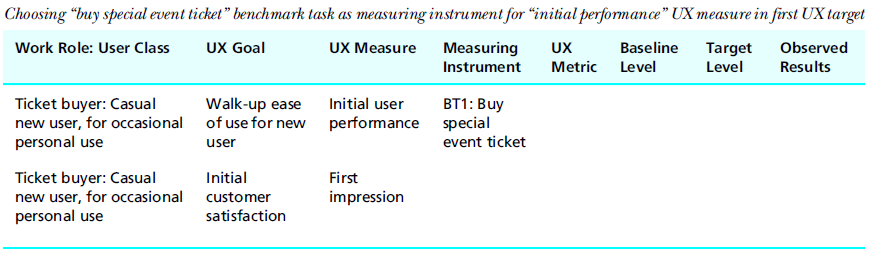 Choosing “buy special event ticket” benchmark task as measuring instrument for “initial performance” UX measure in first UX target
Work Role: User Class UX Goal UX Measure Measuring Instrument UX Metric Baseline Level Target Level Observed Results
Ticket buyer: Casual new user, for occasional personal use Walk-up ease of use for new user Initial user performance BT1: Buy special event ticket
Ticket buyer: Casual new user, for occasional personal use Initial customer satisfaction First impression